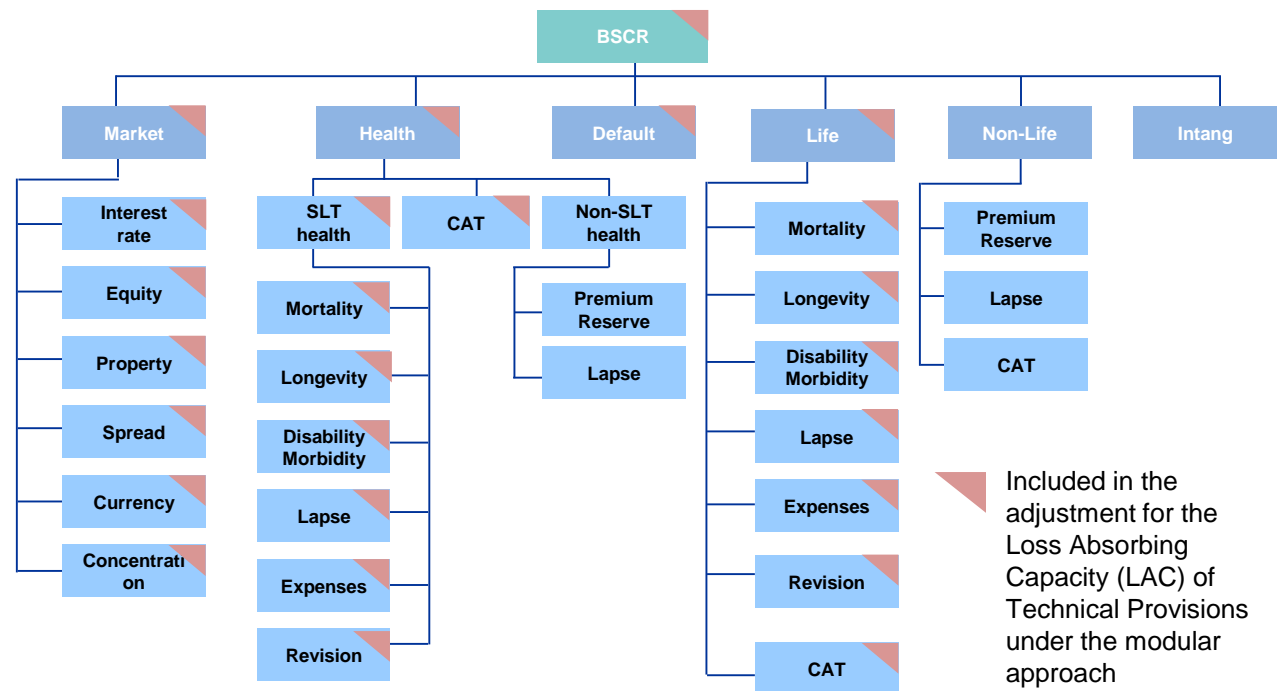 BSCR
Market
Health
Default
Life
Non-Life
Intang
Interest
rate
Equity
Property
Spread
Currency
Concentrati
on
SLT
health
CAT
Non-SLT
health
Mortality
Longevity
Disability
Morbidity
Lapse
Expenses
Revision
Premium
Reserve
Lapse
Mortality
Longevity
Disability
Morbidity
Lapse
Expenses
Revision
CAT
Premium
Reserve
Lapse
CAT
Included in the
adjustment for the
Loss Absorbing
Capacity (LAC) of
Technical Provisions
under the modular
approach